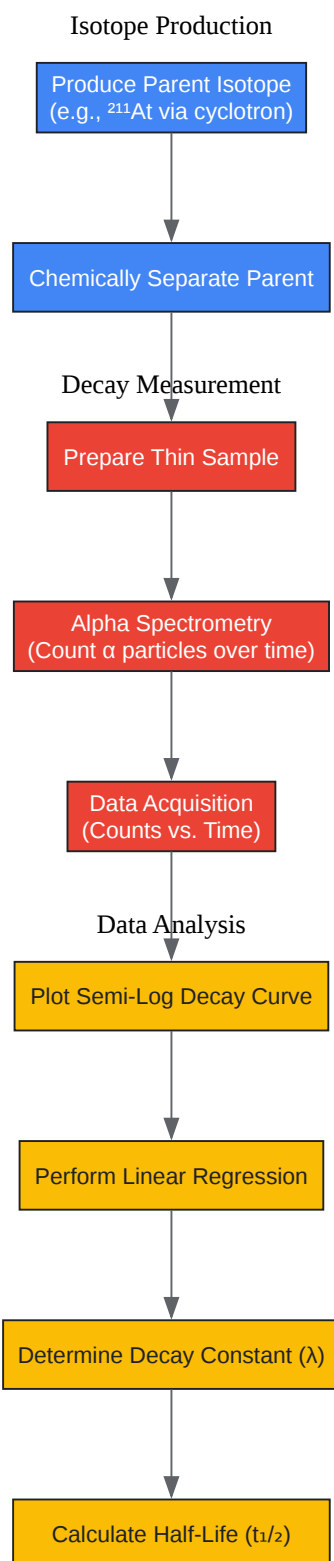 Isotope Production
Produce Parent Isotope
(e.g., ²¹¹At via cyclotron)
Chemically Separate Parent
Decay Measurement
Prepare Thin Sample
Alpha Spectrometry
(Count α particles over time)
Data Acquisition
(Counts vs. Time)
Data Analysis
Plot Semi-Log Decay Curve
Perform Linear Regression
Determine Decay Constant (λ)
Calculate Half-Life (t₁/₂)